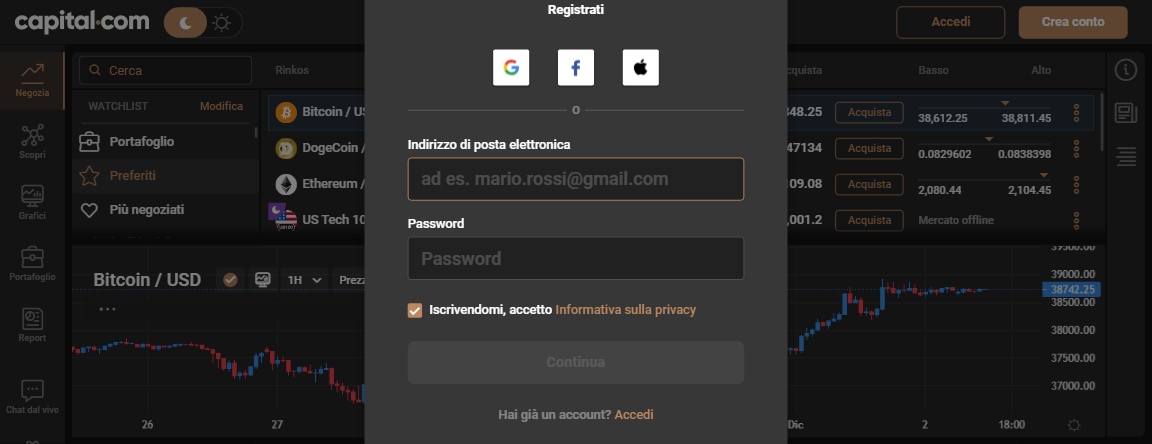 capital.com
Registrati
Accedi
Crea conto
Negozia
Scopri
Grafici
Portafoglio
Report
Chat dal vivo
Cerca
WATCHLIST
Modifica
Portafoglio
Preferiti
Più negoziati
Rinkos
Acquista
Basso
Alto
Bitcoin / US
348.25
Acquista
38,612.25
38,811.45
DogeCoin /
47134
Acquista
0.0829602
0.0838398
Ethereum /
09.08
Acquista
2,080.44
2,104.45
US Tech 10
,001.2
Acquista
Mercato offline
O
Indirizzo di posta elettronica
ad es. mario.rossi@gmail.com
Password
Password
Iscrivendomi, accetto Informativa sulla privacy
Continua
Hai già un account? Accedi
Bitcoin / USD
1H
Prezz
39500.00
39000.00
38742.25
38500.00
38000.00
37500.00
37000.00
26
27
Dic
2
18:00